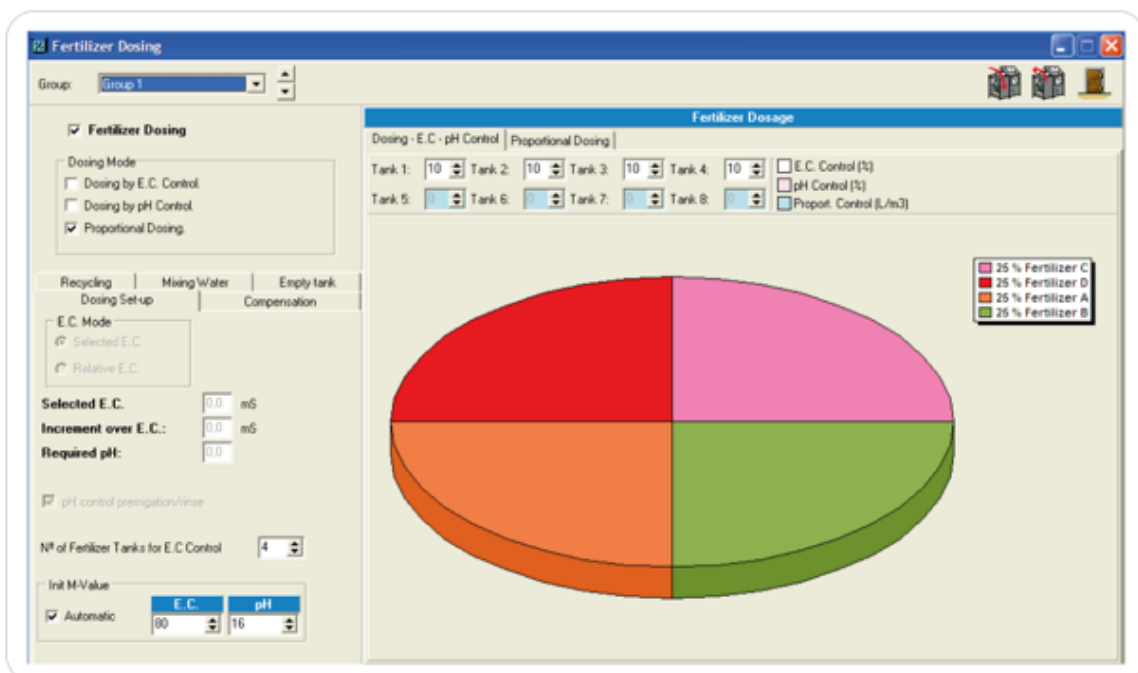 Fertilizer Dosing
Group: Group 1
Fertilizer Dosing
Dosing Mode
Dosing by E.C. Control.
Dosing by pH Control.
Proportional Dosing.
Recycling Mixing Water Empty tank
Dosing Set-up Compensation
E.C. Mode
Selected E.C.
Relative E.C.
Selected E.C. 0,0 mS
Increment over E.C.: 0,0 mS
Required pH: 0,0
pH control preirrigation/rinse
Nº of Fertilizer Tanks for E.C Control 4
Init M-Value
E.C. pH
Automatic 80 16
Fertilizer Dosage
Dosing - E.C - pH Control Proportional Dosing
Tank 1: 10 Tank 2: 10 Tank 3: 10 Tank 4: 10 E.C. Control (%)
pH Control (%)
Tank 5: 0 Tank 6: 0 Tank 7: 0 Tank 8: 0 Proport. Control (L/m3)
25 % Fertilizer C
25 % Fertilizer D
25 % Fertilizer A
25 % Fertilizer B